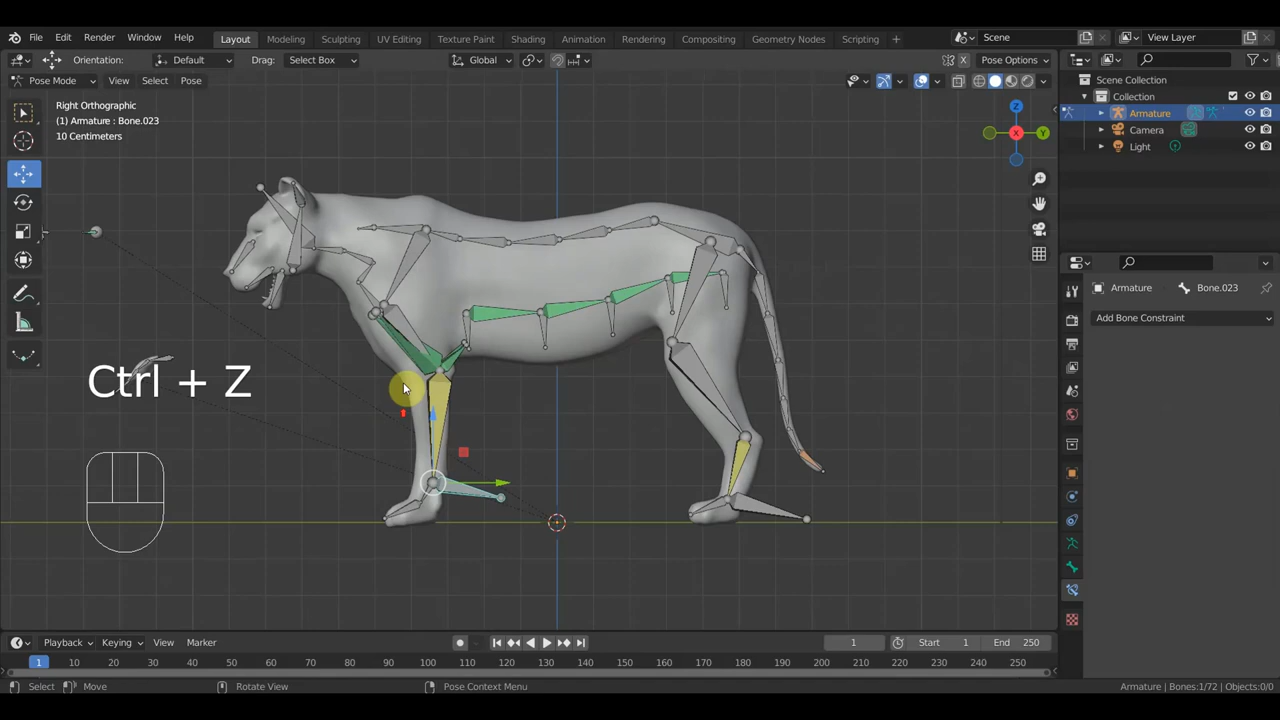 File Edit Render Window Help Layout Modeling Sculpting UV Editing Texture Paint Shading Animation Rendering Compositing Geometry Nodes Scripting + Scene View Layer
Orientation: Default Drag: Select Box Global Pose Options
Pose Mode View Select Pose
Scene Collection
Collection
Armature
Camera
Light
Right Orthographic
(1) Armature : Bone.023
10 Centimeters
Z
X
Y
Armature Bone.023
Add Bone Constraint
Ctrl + Z
Playback Keying View Marker 1 Start 1 End 250
1 10 20 30 40 50 60 70 80 90 100 110 120 130 140 150 160 170 180 190 200 210 220 230 240 250
Select Move Rotate View Pose Context Menu Armature | Bones:1/72 | Objects:0/0